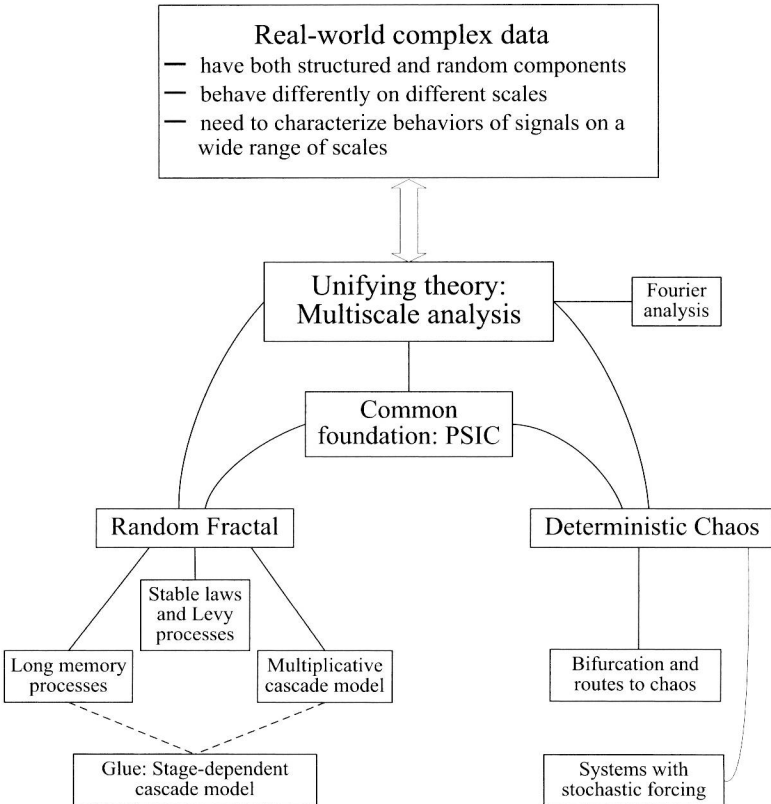 Real-world complex data
— have both structured and random components
— behave differently on different scales
— need to characterize behaviors of signals on a
wide range of scales
Unifying theory:
Multiscale analysis
Fourier
analysis
Common
foundation: PSIC
Random Fractal
Deterministic Chaos
Stable laws
and Levy
processes
Long memory
processes
Multiplicative
cascade model
Bifurcation and
routes to chaos
Glue: Stage-dependent
cascade model
Systems with
stochastic forcing